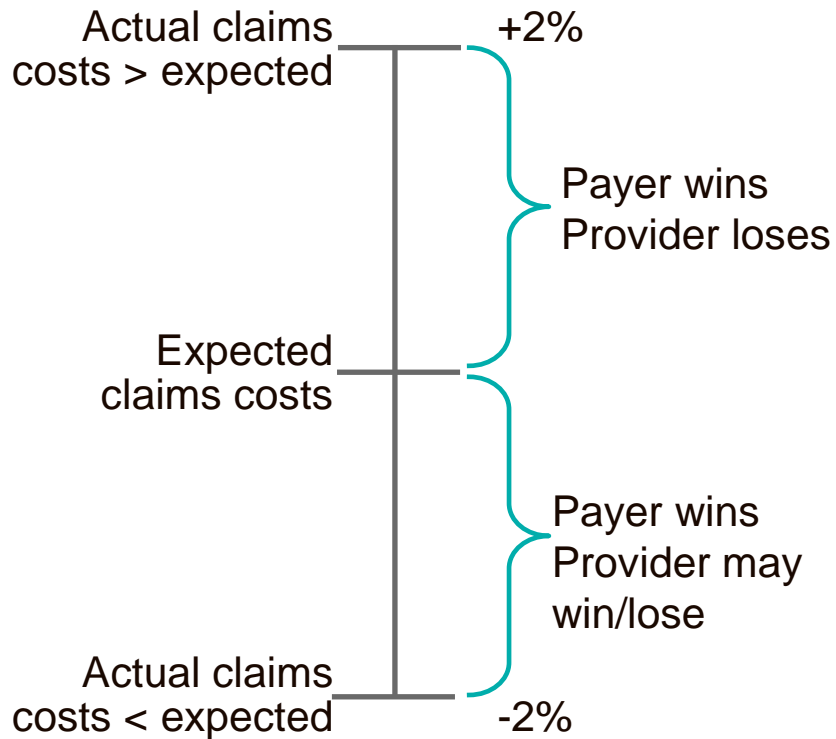 Actual claims
costs > expected
+2%
Payer wins
Provider loses
Expected
claims costs
Payer wins
Provider may
win/lose
Actual claims
costs < expected
-2%